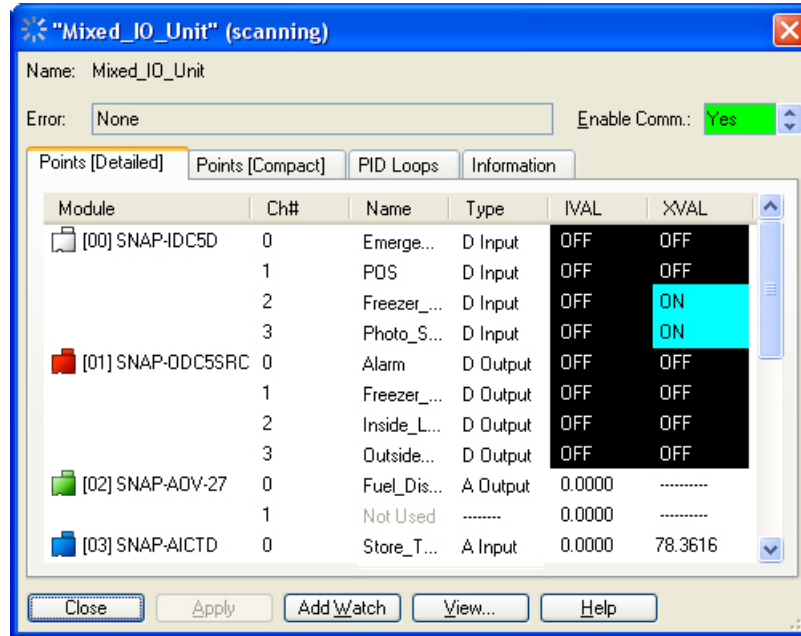 "Mixed_IO_Unit" (scanning)
Name: Mixed_IO_Unit
Error: None Enable Comm.: Yes
Points [Detailed] Points [Compact] PID Loops Information
Module Ch# Name Type IVAL XVAL
[00] SNAP-IDC5D 0 Emerge... D Input OFF OFF
1 POS D Input OFF OFF
2 Freezer_... D Input OFF ON
3 Photo_S... D Input OFF ON
[01] SNAP-ODC5SRC 0 Alarm D Output OFF OFF
1 Freezer_... D Output OFF OFF
2 Inside_L... D Output OFF OFF
3 Outside... D Output OFF OFF
[02] SNAP-AOV-27 0 Fuel_Dis... A Output 0.0000 ---------
1 Not Used -------- 0.0000 ---------
[03] SNAP-AICTD 0 Store_T... A Input 0.0000 78.3616
Close Apply Add Watch View... Help